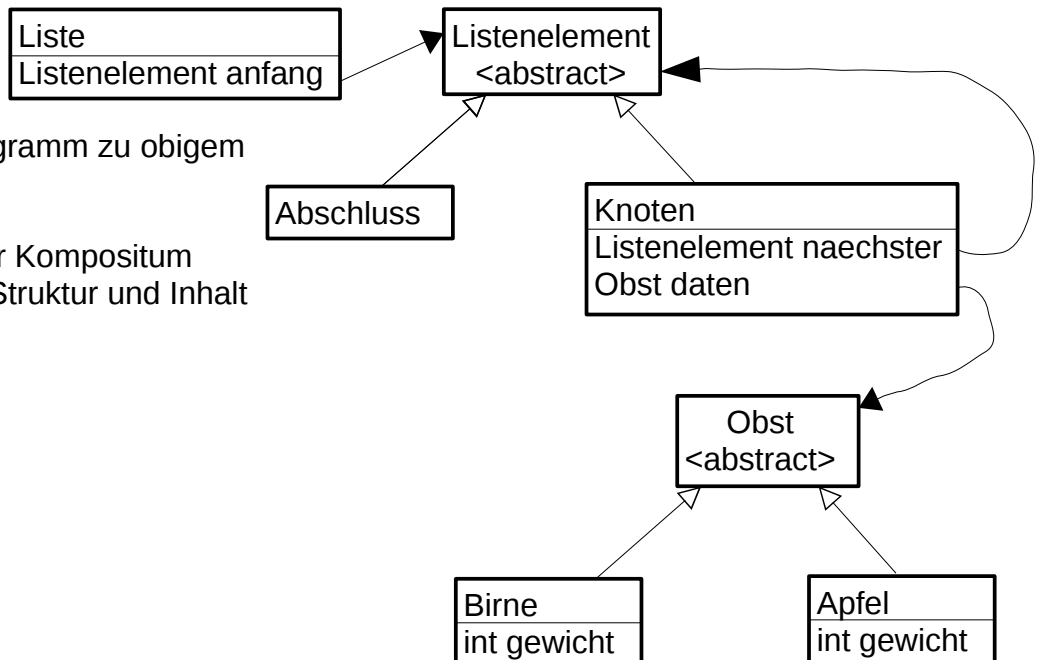 Liste
Listenelement anfang
Listenelement
<abstract>
gramm zu obigem
Abschluss
r Kompositum
Struktur und Inhalt
Knoten
Listenelement naechster
Obst daten
Obst
<abstract>
Birne
int gewicht
Apfel
int gewicht